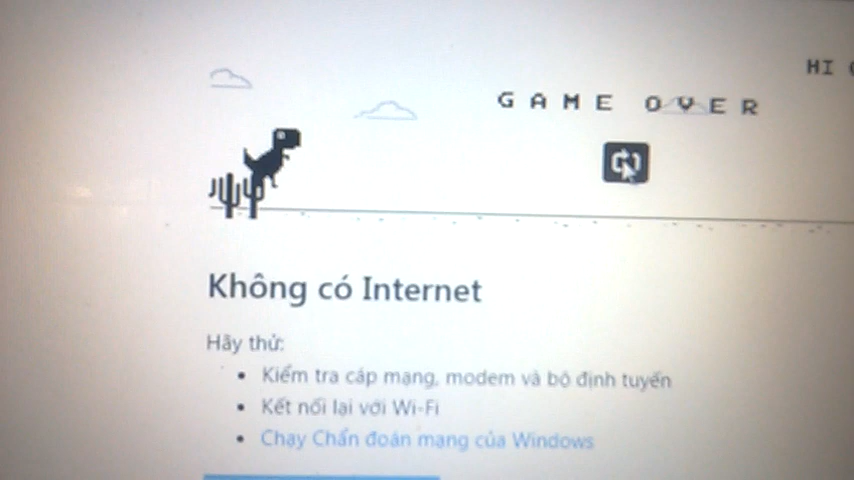 HI
GAME OVER
Không có Internet
Hãy thử:
Kiểm tra cáp mạng, modem và bộ định tuyến
Kết nối lại với Wi-Fi
Chạy Chẩn đoán mạng của Windows